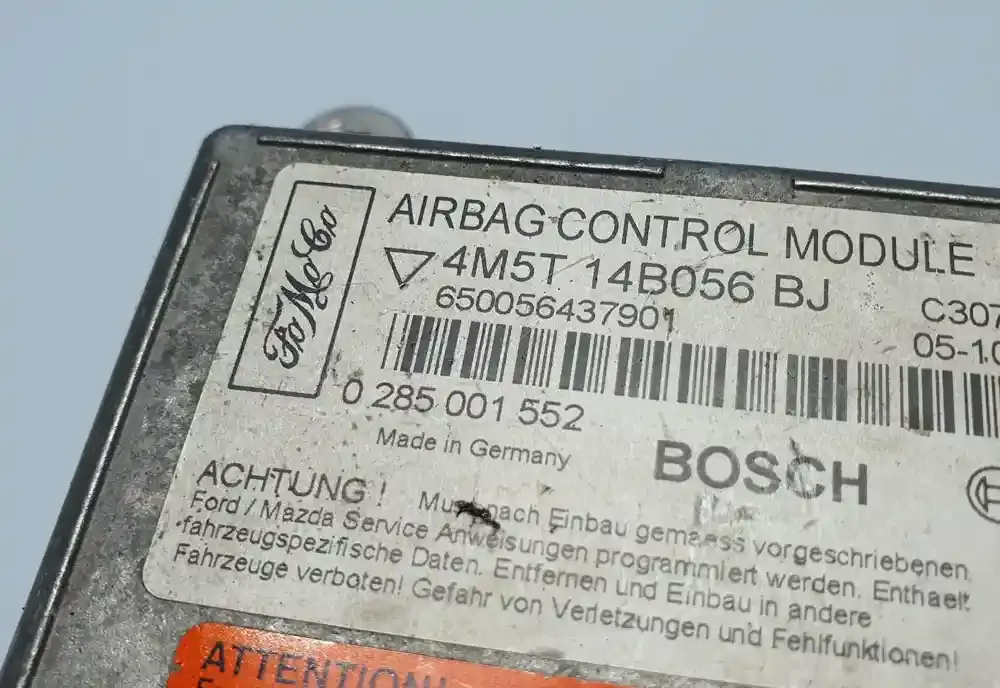 FoMoCo
AIRBAG CONTROL MODULE
4M5T 14B056 BJ
650056437901
C307
05-10
0 285 001 552
Made in Germany
BOSCH
ACHTUNG! Muss nach Einbau gemaess vorgeschriebenen
Ford / Mazda Service Anweisungen programmiert werden. Enthaelt
fahrzeugspezifische Daten. Entfernen und Einbau in andere
Fahrzeuge verboten! Gefahr von Verletzungen und Fehlfunktionen!
ATTENTION!